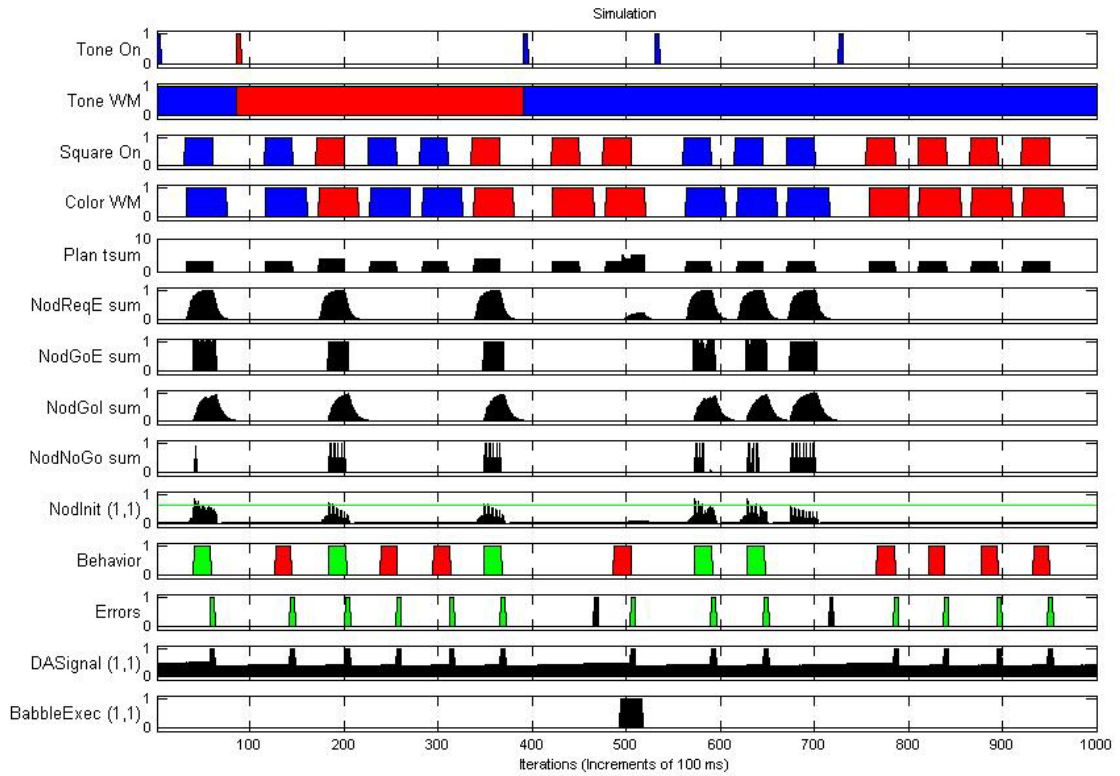 Simulation
Tone On
1
0
Tone WM
1
0
Square On
1
0
Color WM
1
0
Plan tsum
10
0
NodReqE sum
1
0
NodGoE sum
1
0
NodGoI sum
1
0
NodNoGo sum
1
0
NodInit (1,1)
1
0
Behavior
1
0
Errors
1
0
DASignal (1,1)
1
0
BabbleExec (1,1)
1
0
100 200 300 400 500 600 700 800 900 1000
Iterations (Increments of 100 ms)